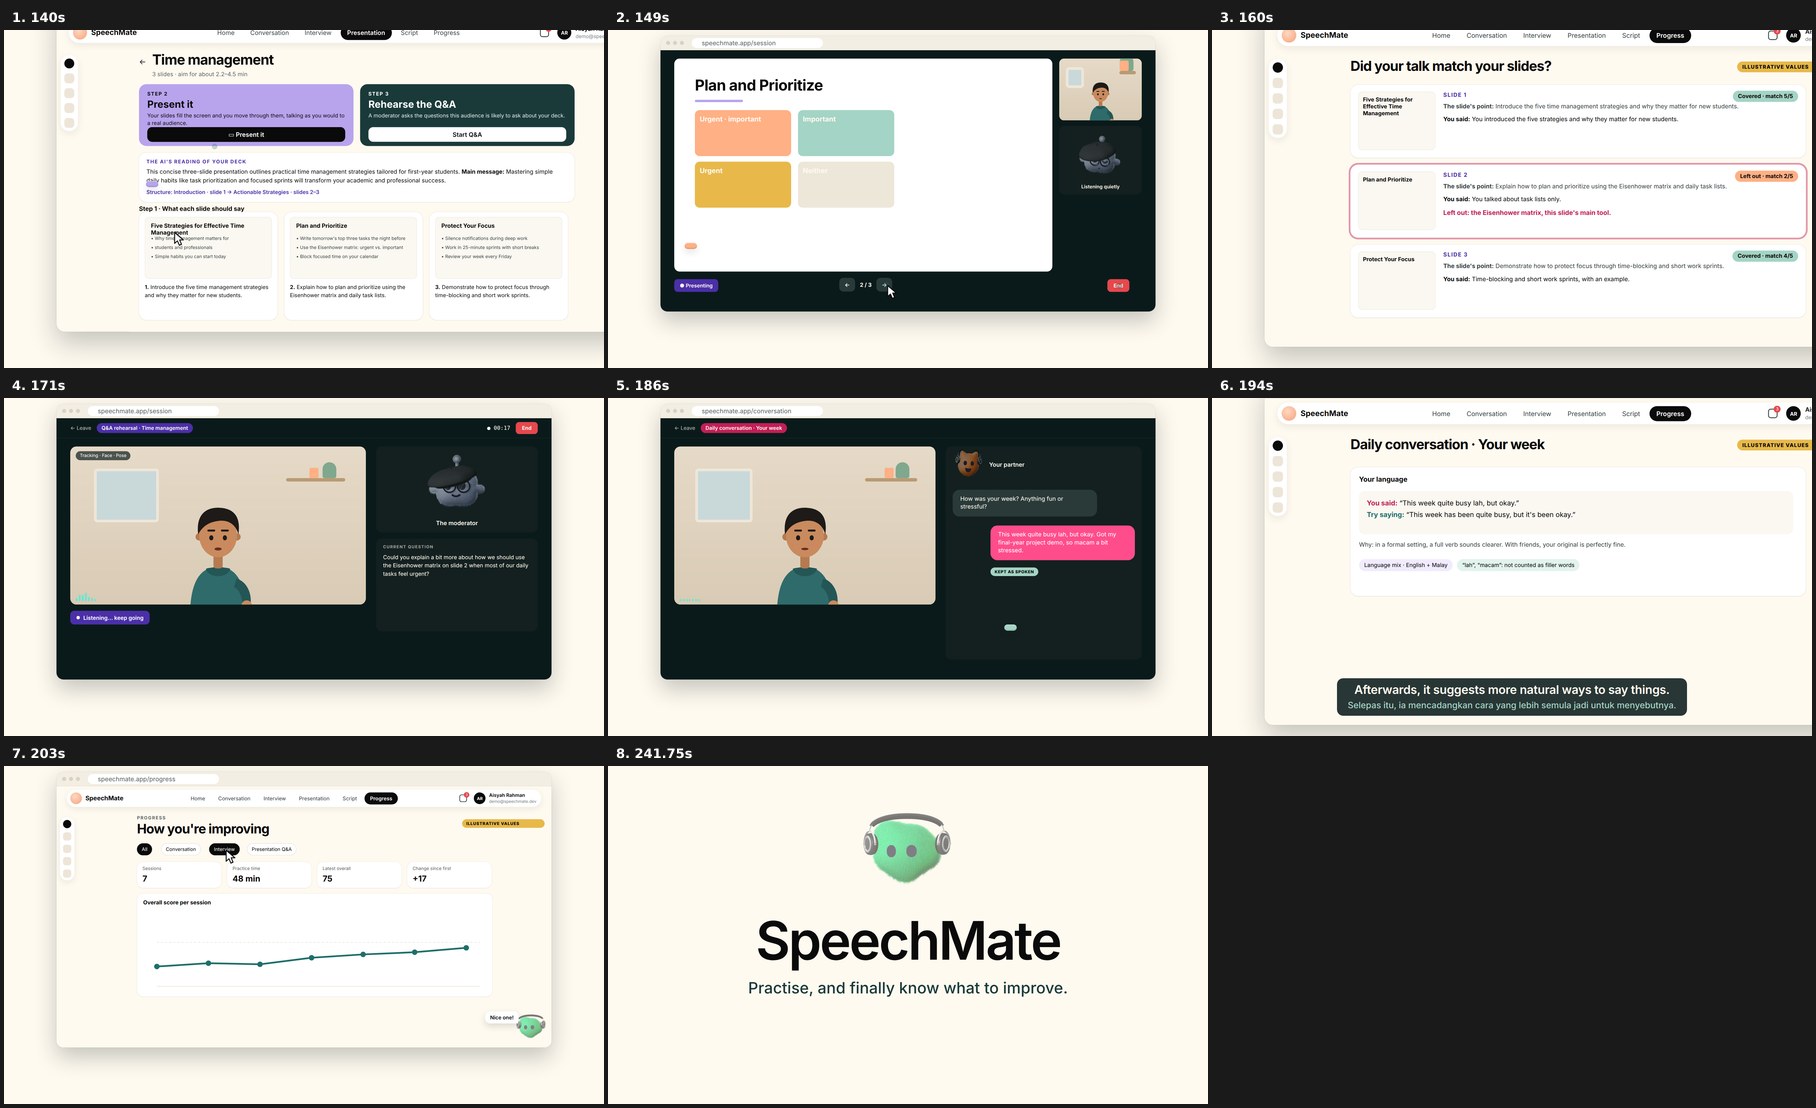 1. 140s
SpeechMate
Home
Conversation
Interview
Presentation
Script
Progress
AR
← Time management
3 slides · aim for about 2.2–4.5 min
STEP 2
Present it
Your slides fill the screen and you move through them, talking as you would to
a real audience.
Present it
STEP 3
Rehearse the Q&A
A moderator asks the questions this audience is likely to ask about your deck.
Start Q&A
THE AI'S READING OF YOUR DECK
This concise three-slide presentation outlines practical time management strategies tailored for first-year students. Main message: Mastering simple
daily habits like task prioritization and focused sprints will transform your academic and professional success.
Structure: Introduction · slide 1 → Actionable Strategies · slides 2–3
Step 1 · What each slide should say
Five Strategies for Effective Time
Management
• Why time management matters for
• students and professionals
• Simple habits you can start today
1. Introduce the five time management strategies
and why they matter for new students.
Plan and Prioritize
• Write tomorrow's top three tasks the night before
• Use the Eisenhower matrix: urgent vs. important
• Block focused time on your calendar
2. Explain how to plan and prioritize using the
Eisenhower matrix and daily task lists.
Protect Your Focus
• Silence notifications during deep work
• Work in 25-minute sprints with short breaks
• Review your week every Friday
3. Demonstrate how to protect focus through
time-blocking and short work sprints.
2. 149s
speechmate.app/session
Plan and Prioritize
Urgent · Important
Important
Urgent
Neither
Listening quietly
Presenting
← 2 / 3 →
End
3. 160s
SpeechMate
Home
Conversation
Interview
Presentation
Script
Progress
AR
Did your talk match your slides?
ILLUSTRATIVE VALUES
Five Strategies for
Effective Time
Management
SLIDE 1
Covered · match 5/5
The slide's point: Introduce the five time management strategies and why they matter for new students.
You said: You introduced the five strategies and why they matter for new students.
Plan and Prioritize
SLIDE 2
Left out · match 2/5
The slide's point: Explain how to plan and prioritize using the Eisenhower matrix and daily task lists.
You said: You talked about task lists only.
Left out: the Eisenhower matrix, this slide's main tool.
Protect Your Focus
SLIDE 3
Covered · match 4/5
The slide's point: Demonstrate how to protect focus through time-blocking and short work sprints.
You said: Time-blocking and short work sprints, with an example.
4. 171s
speechmate.app/session
← Leave
Q&A rehearsal · Time management
00:17
End
Tracking · Face · Pose
The moderator
CURRENT QUESTION
Could you explain a bit more about how we should use
the Eisenhower matrix on slide 2 when most of our daily
tasks feel urgent?
Listening... keep going
5. 186s
speechmate.app/conversation
← Leave
Daily conversation · Your week
Your partner
How was your week? Anything fun or
stressful?
This week quite busy lah, but okay. Got my
final-year project demo, so macam a bit
stressed.
KEPT AS SPOKEN
6. 194s
SpeechMate
Home
Conversation
Interview
Presentation
Script
Progress
AR
Daily conversation · Your week
ILLUSTRATIVE VALUES
Your language
You said: "This week quite busy lah, but okay."
Try saying: "This week has been quite busy, but it's been okay."
Why: in a formal setting, a full verb sounds clearer. With friends, your original is perfectly fine.
Language mix · English + Malay
"lah", "macam": not counted as filler words
Afterwards, it suggests more natural ways to say things.
Selepas itu, ia mencadangkan cara yang lebih semula jadi untuk menyebutnya.
7. 203s
speechmate.app/progress
SpeechMate
Home
Conversation
Interview
Presentation
Script
Progress
AR
Aisyah Rahman
demo@speechmate.dev
PROGRESS
How you're improving
ILLUSTRATIVE VALUES
All
Conversation
Interview
Presentation Q&A
Sessions
7
Practice time
48 min
Latest overall
75
Change since first
+17
Overall score per session
Nice one!
8. 241.75s
SpeechMate
Practise, and finally know what to improve.